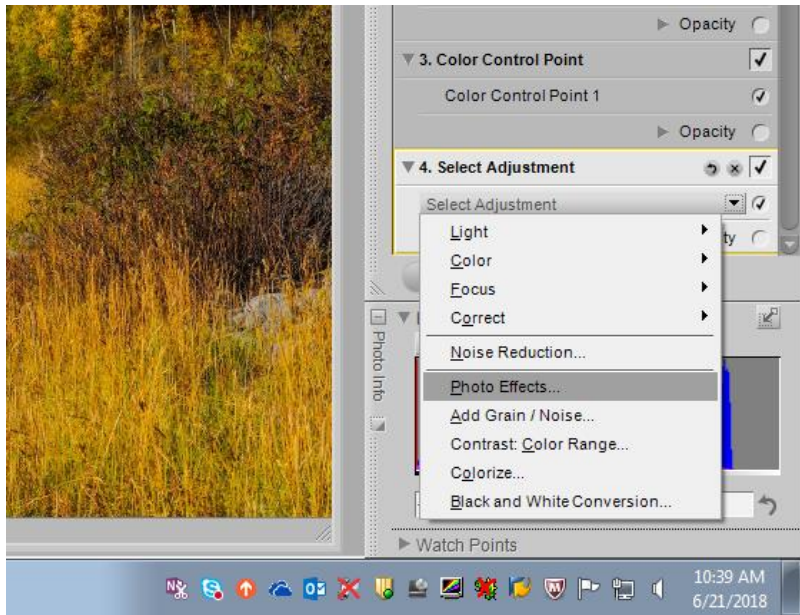 Opacity
3. Color Control Point
Color Control Point 1
Opacity
4. Select Adjustment
Select Adjustment
ty
Light
Color
Focus
Correct
Noise Reduction...
Photo Effects...
Add Grain / Noise...
Contrast: Color Range...
Colorize...
Black and White Conversion...
Photo Info
Watch Points
10:39 AM
6/21/2018